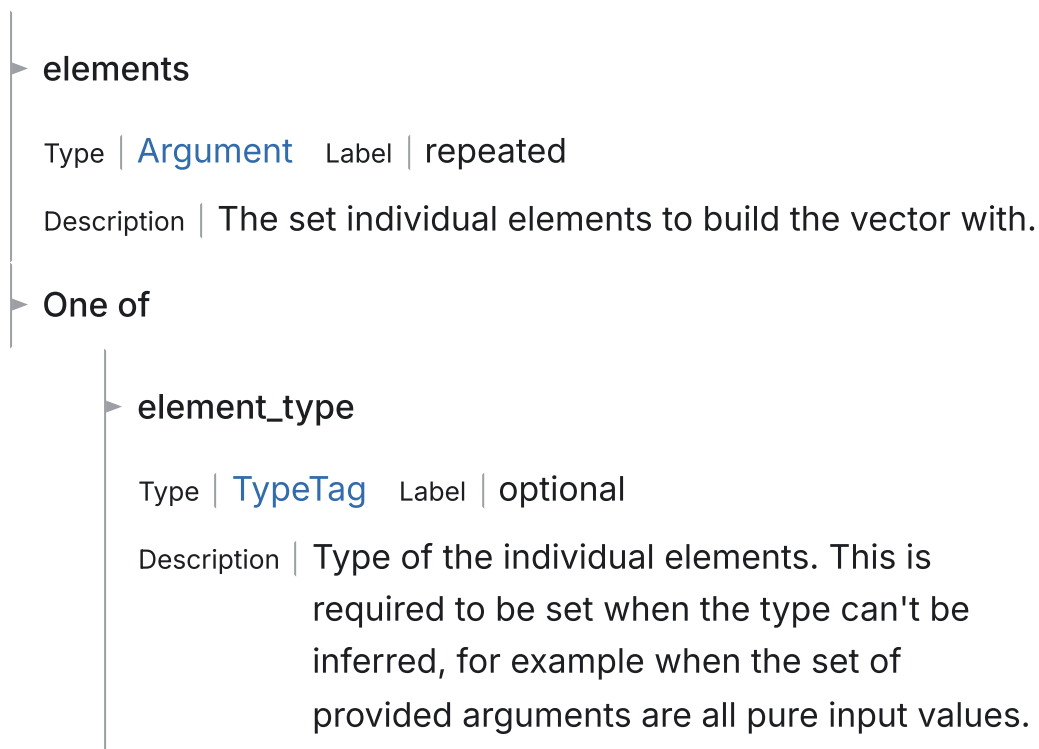 elements
Type Argument Label repeated
Description The set individual elements to build the vector with.
One of
element_type
Type TypeTag Label optional
Description Type of the individual elements. This is
required to be set when the type can't be
inferred, for example when the set of
provided arguments are all pure input values.